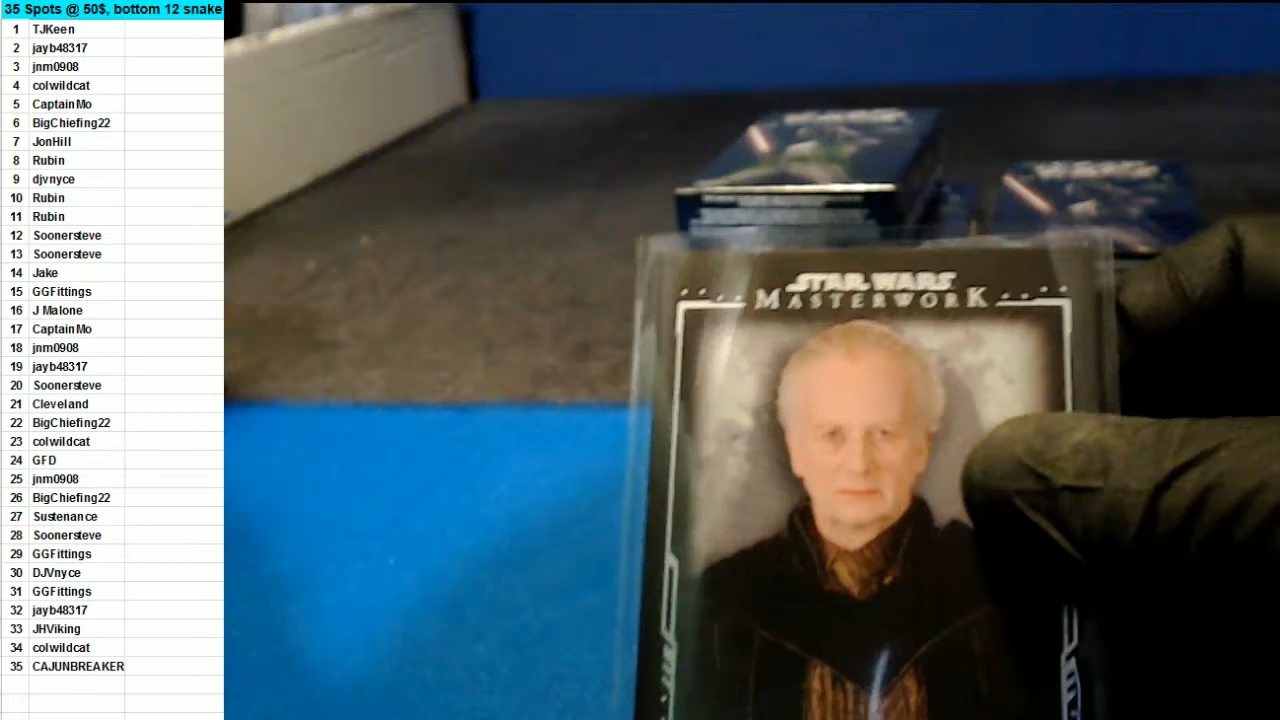 35 Spots @ 50$, bottom 12 snake
1 TJKeen
2 jayb48317
3 jnm0908
4 colwildcat
5 CaptainMo
6 BigChiefing22
7 JonHill
8 Rubin
9 djvnyce
10 Rubin
11 Rubin
12 Soonersteve
13 Soonersteve
14 Jake
15 GGFittings
16 J Malone
17 CaptainMo
18 jnm0908
19 jayb48317
20 Soonersteve
21 Cleveland
22 BigChiefing22
23 colwildcat
24 GFD
25 jnm0908
26 BigChiefing22
27 Sustenance
28 Soonersteve
29 GGFittings
30 DJVnyce
31 GGFittings
32 jayb48317
33 JHViking
34 colwildcat
35 CAJUNBREAKER
STAR WARS
MASTERWORK